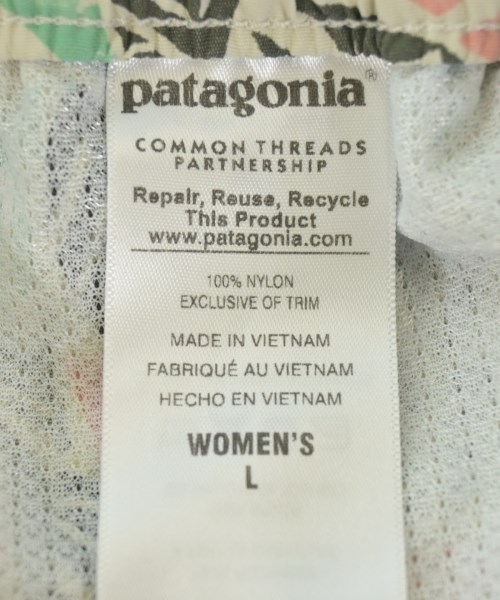 patagonia®
COMMON THREADS
PARTNERSHIP
Repair, Reuse, Recycle
This Product
www.patagonia.com
100% NYLON
EXCLUSIVE OF TRIM
MADE IN VIETNAM
FABRIQUÉ AU VIETNAM
HECHO EN VIETNAM
WOMEN'S
L